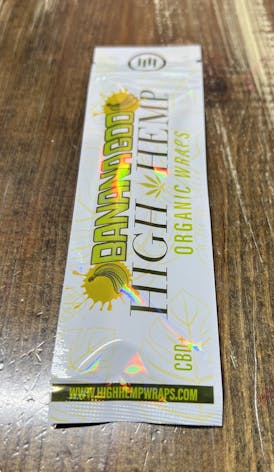 BANANA GOO
HIGH HEMP
ORGANIC WRAPS
CBD+
WWW.HIGHHEMPWRAPS.COM